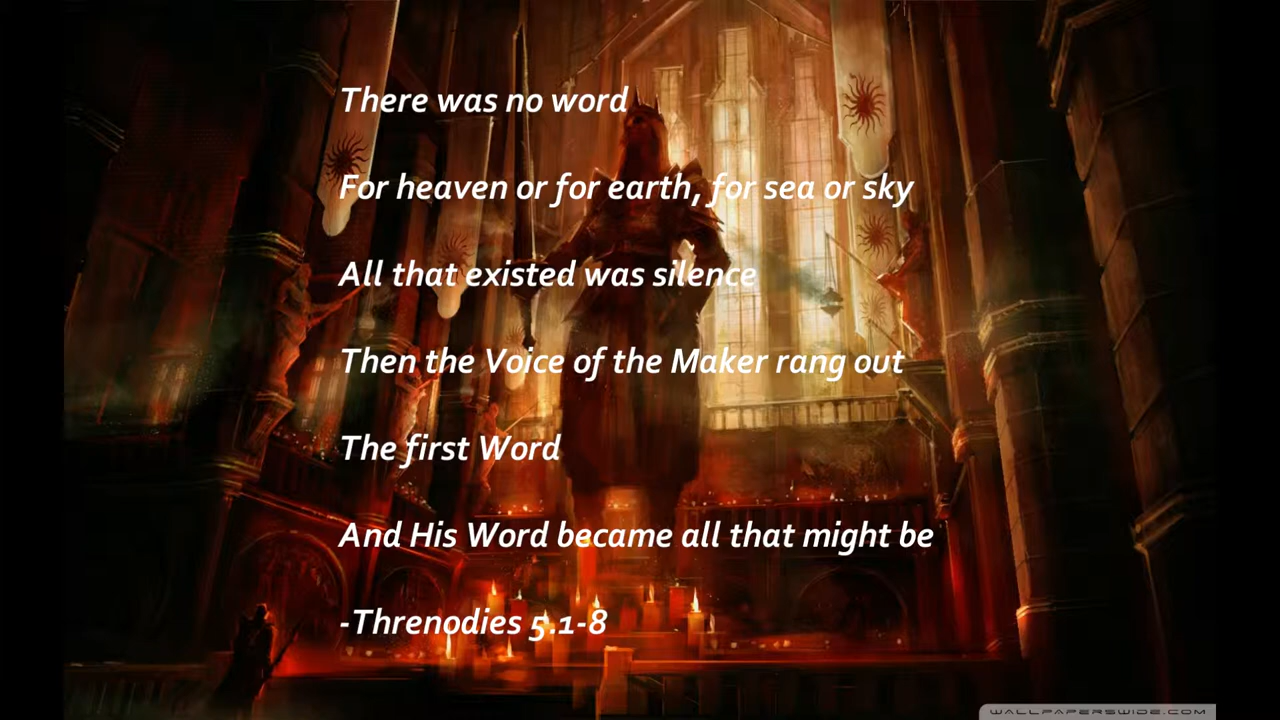 There was no word
For heaven or for earth, for sea or sky
All that existed was silence
Then the Voice of the Maker rang out
The first Word
And His Word became all that might be
-Threnodies 5.1-8
WALLPAPERSWIDE.COM